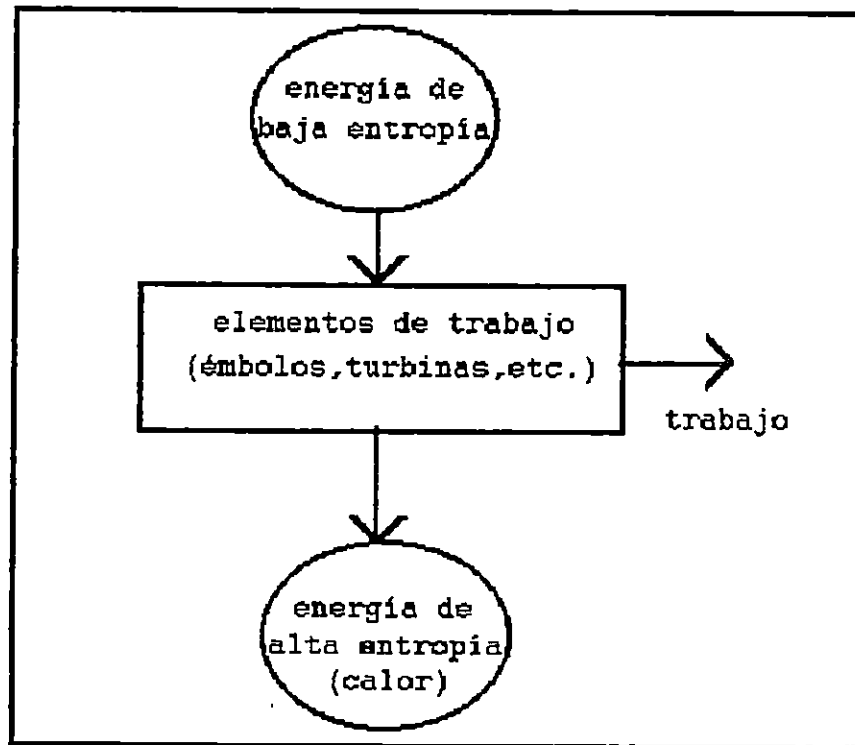 energía de
baja entropía
elementos de trabajo
(émbolos,turbinas,etc.)
trabajo
energía de
alta entropía
(calor)